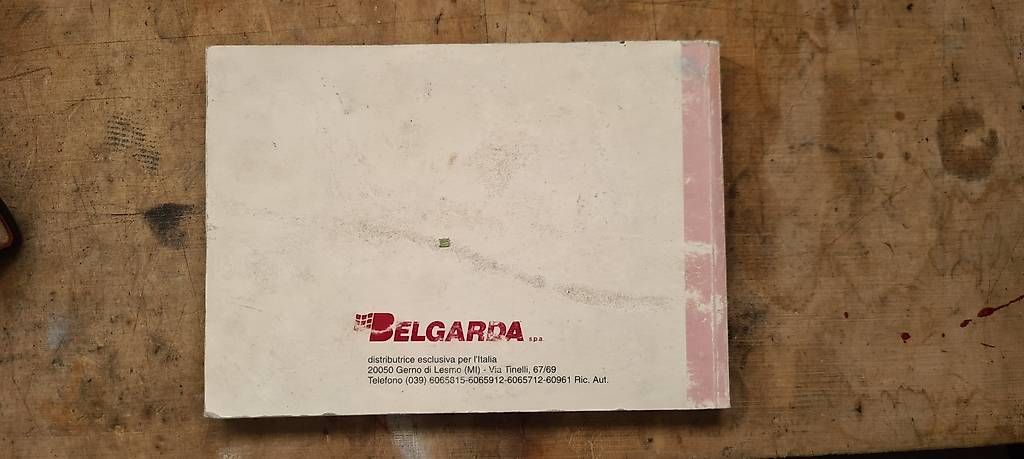 BELGARDA s.p.a.
distributrice esclusiva per l'Italia
20050 Gerno di Lesmo (MI) - Via Tinelli, 67/69
Telefono (039) 6065815-6065912-6065712-60961 Ric. Aut.